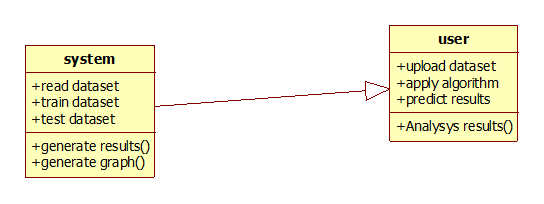 system
+read dataset
+train dataset
+test dataset
+generate results()
+generate graph()
user
+upload dataset
+apply algorithm
+predict results
+Analysys results()